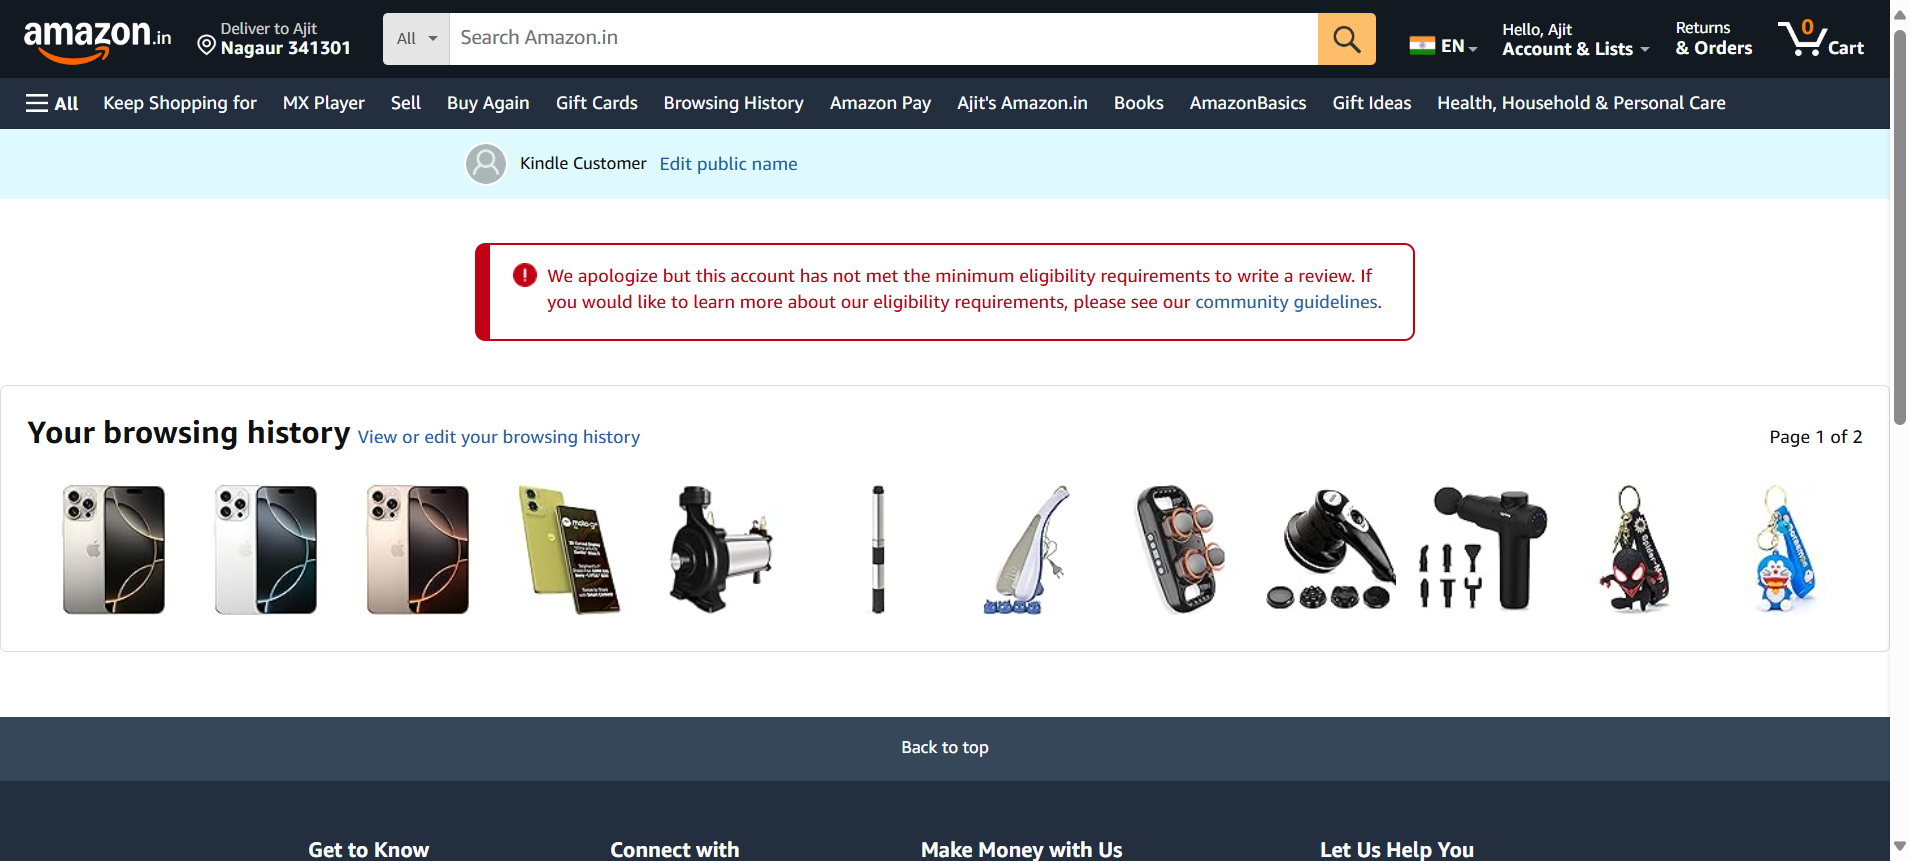 amazon.in
Deliver to Ajit
Nagaur 341301
All
Search Amazon.in
EN
Hello, Ajit
Account & Lists
Returns
& Orders
0
Cart
All
Keep Shopping for
MX Player
Sell
Buy Again
Gift Cards
Browsing History
Amazon Pay
Ajit's Amazon.in
Books
AmazonBasics
Gift Ideas
Health, Household & Personal Care
Kindle Customer
Edit public name
We apologize but this account has not met the minimum eligibility requirements to write a review. If
you would like to learn more about our eligibility requirements, please see our community guidelines.
Your browsing history
View or edit your browsing history
Page 1 of 2
Back to top
Get to Know
Connect with
Make Money with Us
Let Us Help You